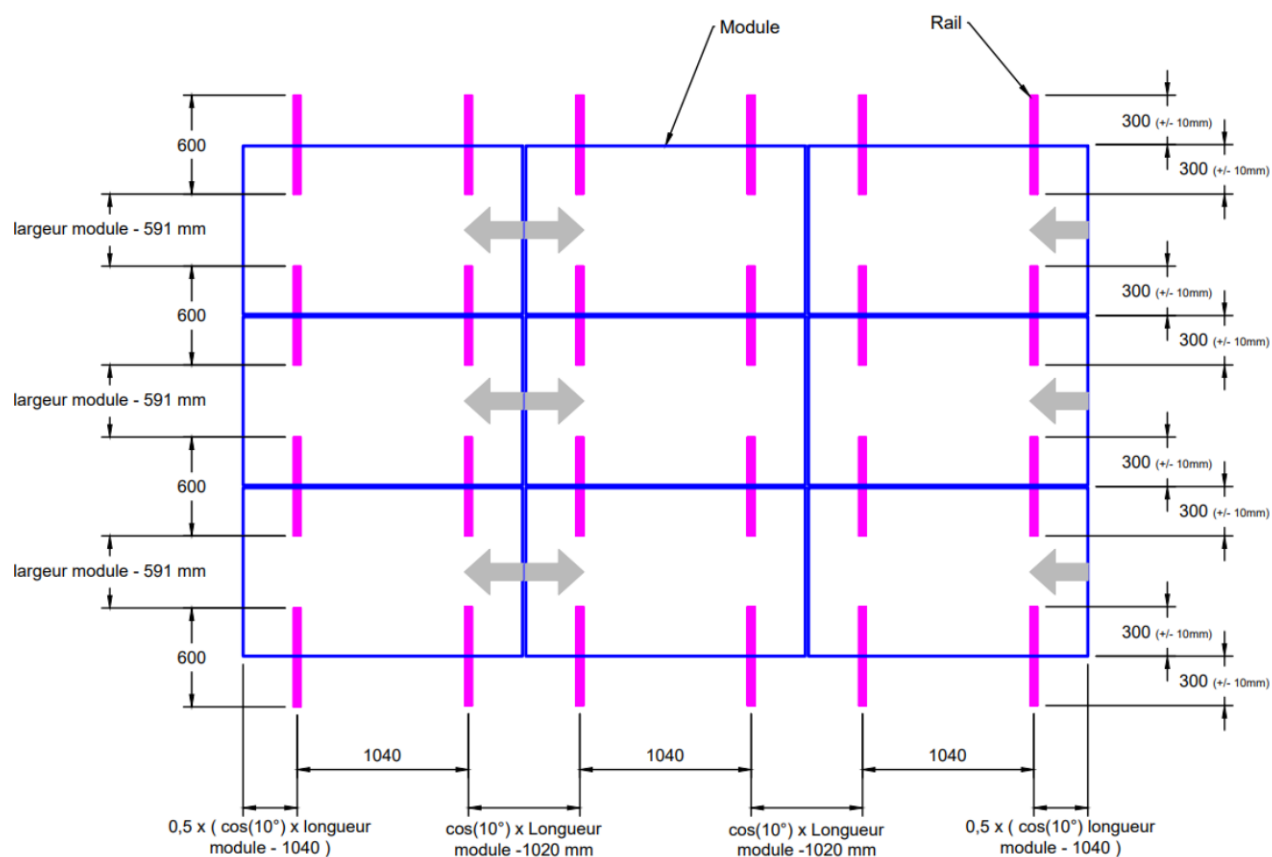 Module
Rail
600
300 (+/- 10mm)
300 (+/- 10mm)
largeur module - 591 mm
300 (+/- 10mm)
600
300 (+/- 10mm)
largeur module - 591 mm
300 (+/- 10mm)
600
300 (+/- 10mm)
largeur module - 591 mm
300 (+/- 10mm)
600
300 (+/- 10mm)
1040
1040
1040
0,5 x ( cos(10°) x longueur
module - 1040 )
cos(10°) x Longueur
module -1020 mm
cos(10°) x Longueur
module -1020 mm
0,5 x ( cos(10°) longueur
module - 1040 )